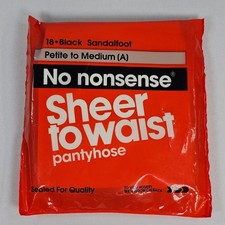 18 • Black Sandalfoot
Petite to Medium (A)
No nonsense®
Sheer
to waist
pantyhose
Sealed For Quality